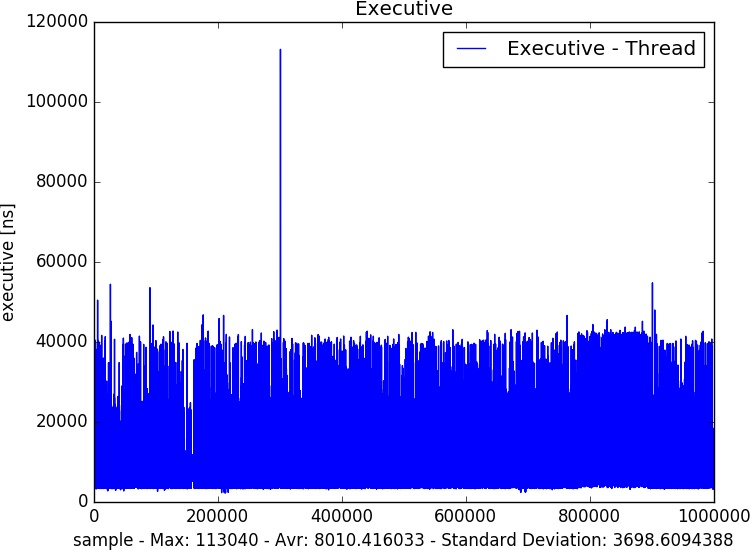 Executive
120000
100000
80000
60000
40000
20000
0
executive [ns]
Executive - Thread
0 200000 400000 600000 800000 1000000
sample - Max: 113040 - Avr: 8010.416033 - Standard Deviation: 3698.6094388